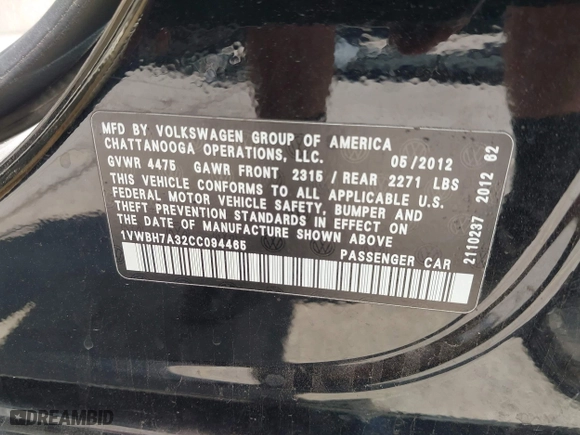 MFD BY VOLKSWAGEN GROUP OF AMERICA
CHATTANOOGA OPERATIONS, LLC. 05/2012
GVWR 4475 GAWR FRONT 2315 / REAR 2271 LBS
THIS VEHICLE CONFORMS TO ALL APPLICABLE U.S.
FEDERAL MOTOR VEHICLE SAFETY, BUMPER AND
THEFT PREVENTION STANDARDS IN EFFECT ON
THE DATE OF MANUFACTURE SHOWN ABOVE
1VWBH7A32CC094465 PASSENGER CAR
2110237 2012 62
DREAMBID